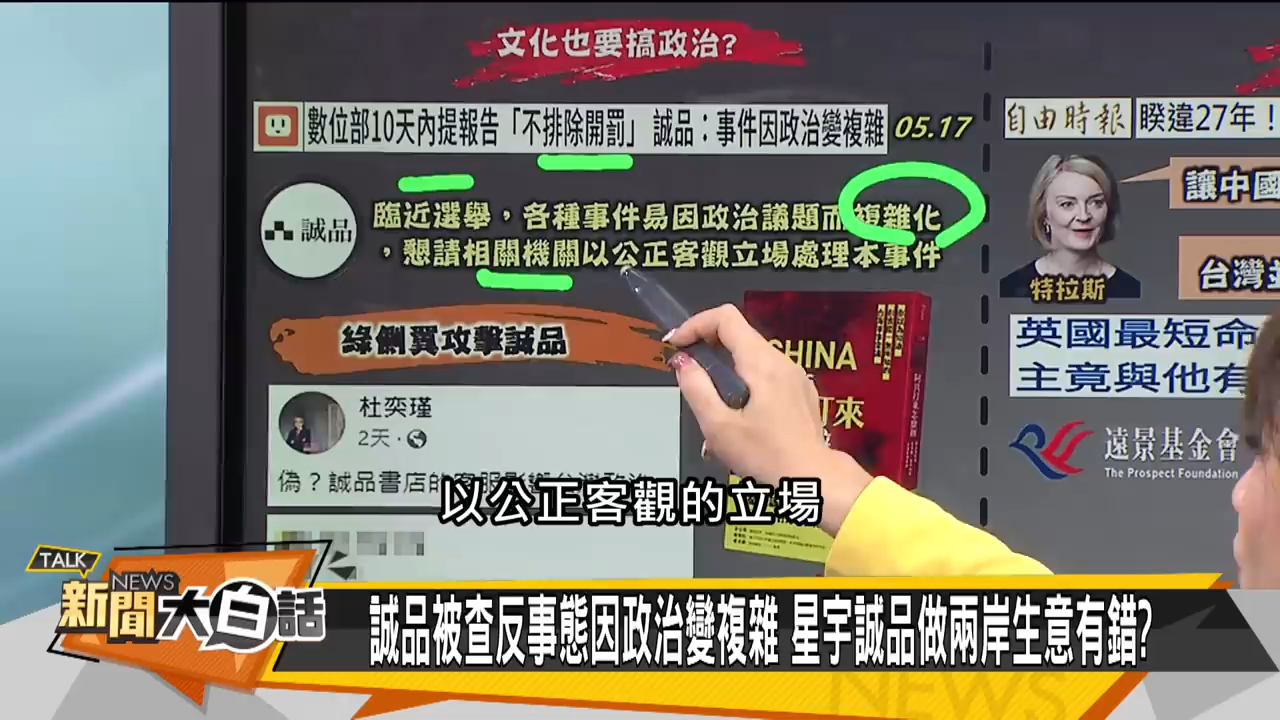 文化也要搞政治?
數位部10天內提報告「不排除開罰」 誠品：事件因政治變複雜
05.17
誠品
臨近選舉，各種事件易因政治議題而複雜化
，懇請相關機關以公正客觀立場處理本事件
綠側翼攻擊誠品
杜奕瑾
2天
偽？誠品書店的
CHINA
訂來
自由時報
睽違27年！
讓中國
台灣並
特拉斯
英國最短命
主竟與他有
遠景基金會
The Prospect Foundation
以公正客觀的立場
TALK
NEWS
新聞大白話
誠品被查反事態因政治變複雜 星宇誠品做兩岸生意有錯?
NEWS